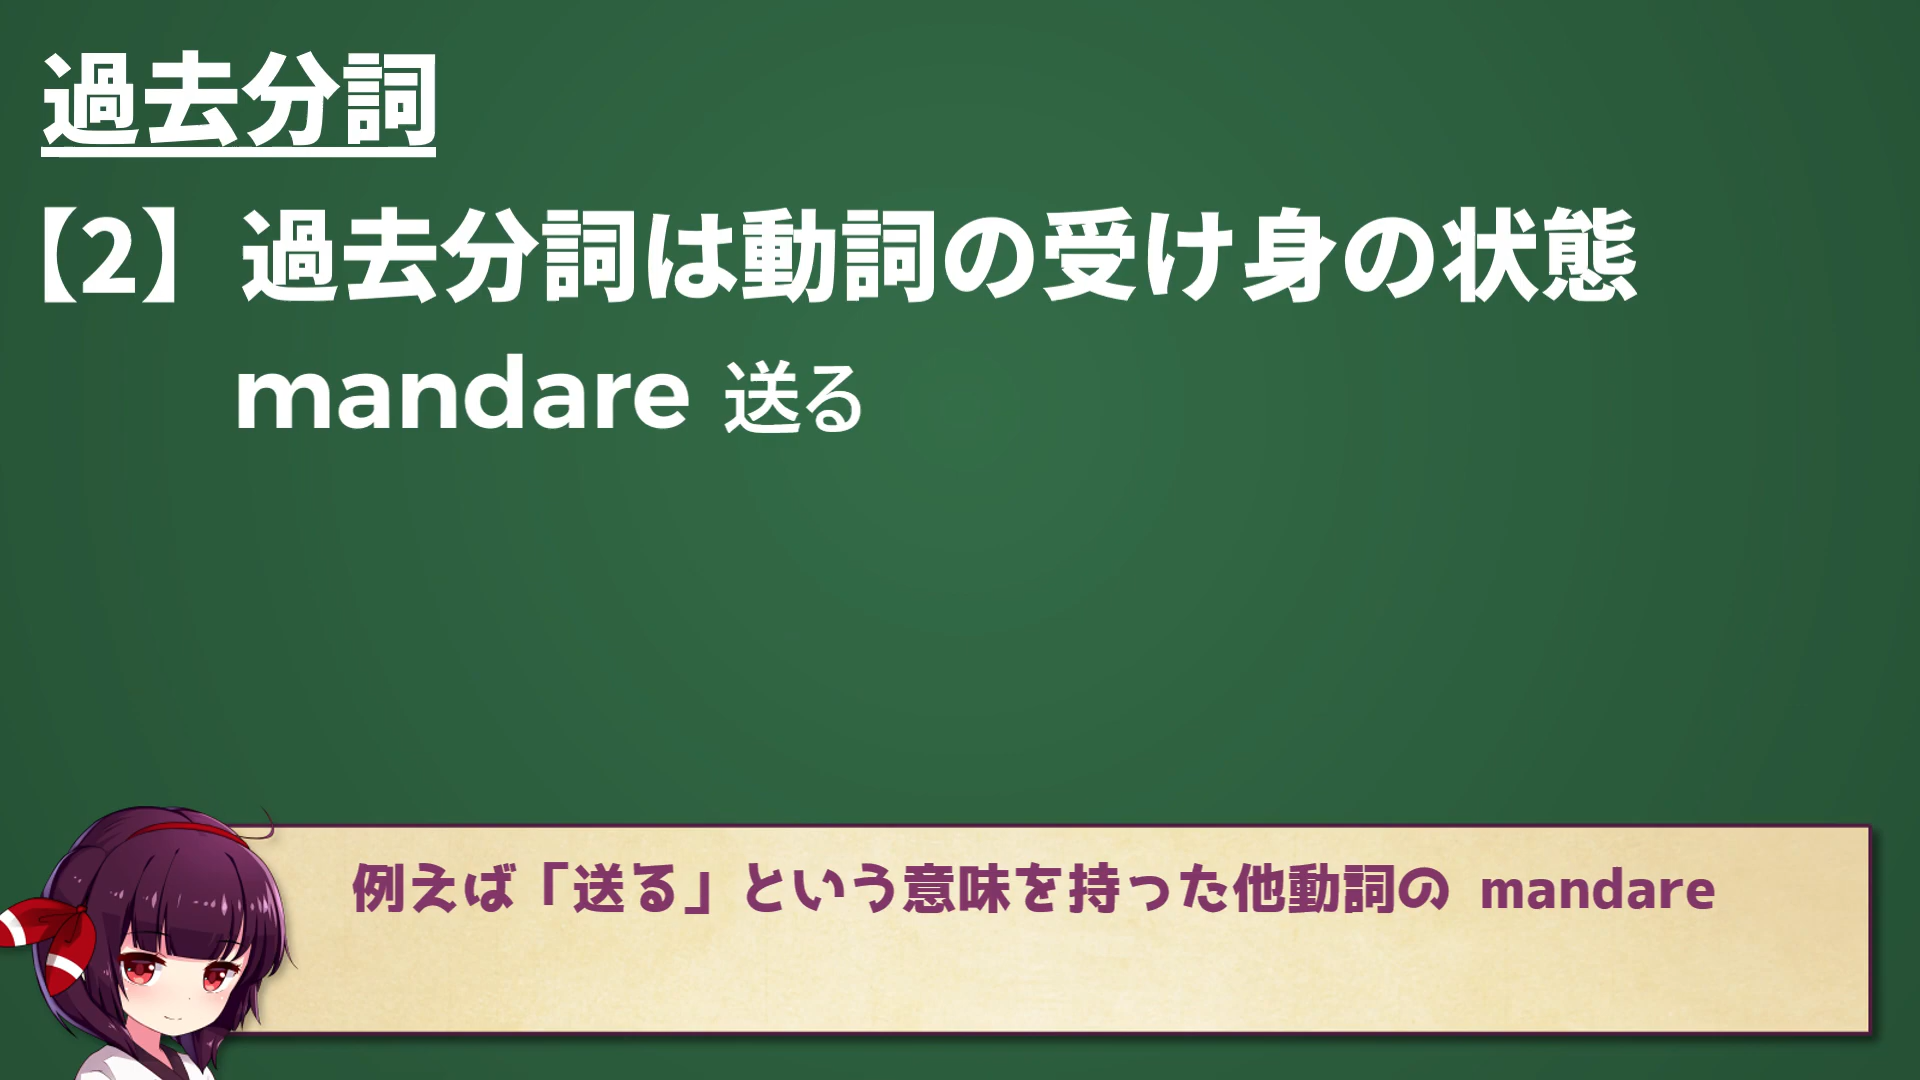 過去分詞
【2】 過去分詞は動詞の受け身の状態
mandare 送る
例えば「送る」という意味を持った他動詞の mandare